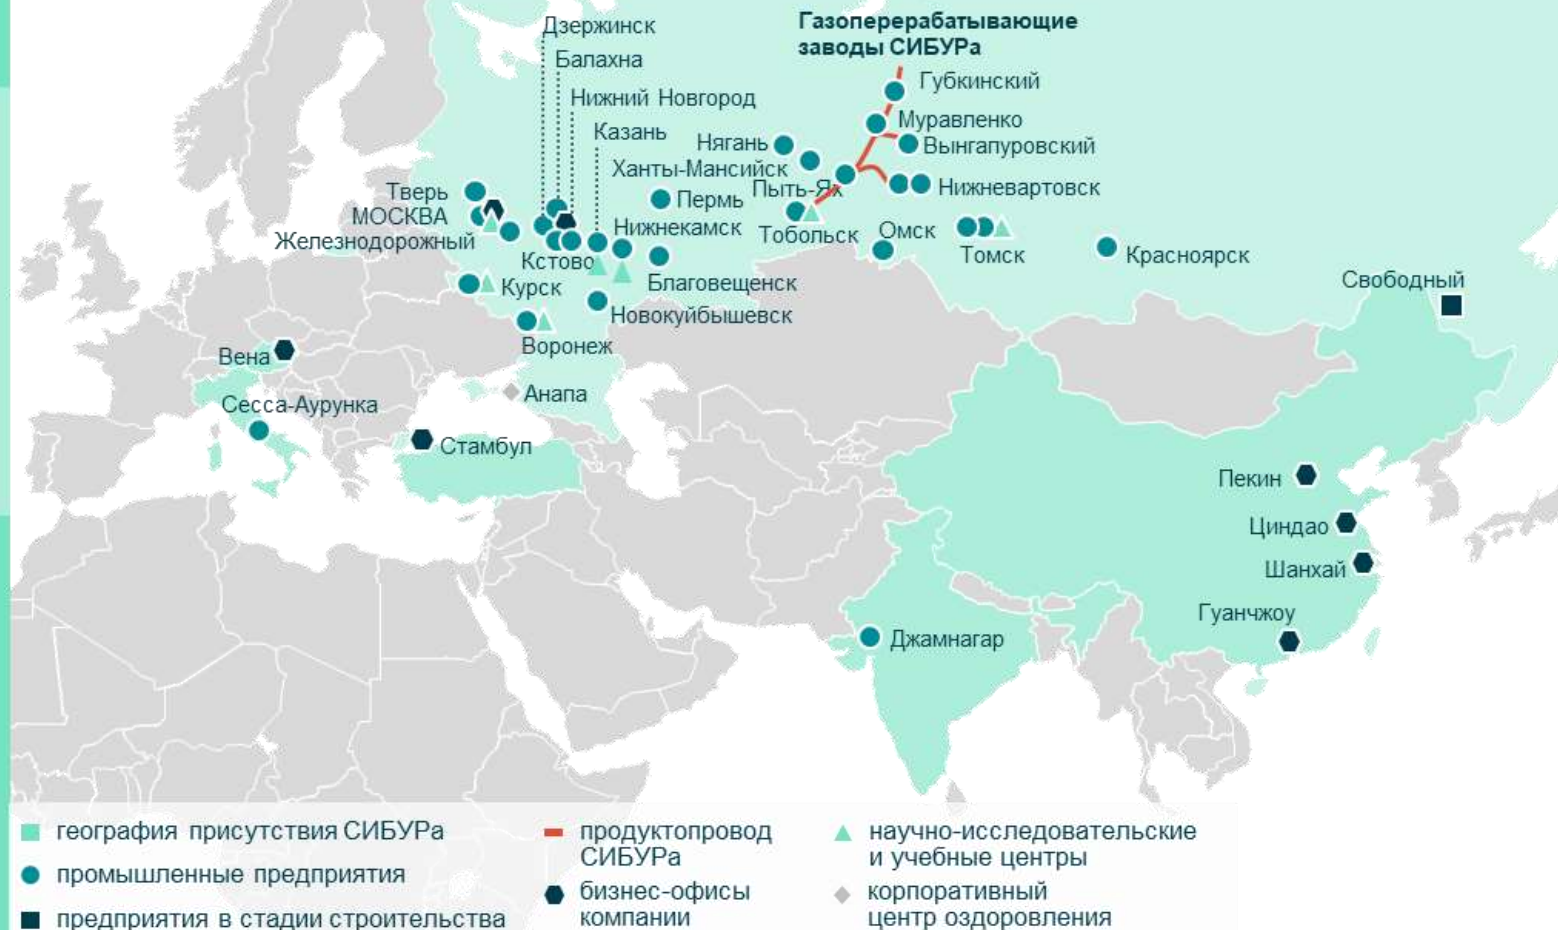 Дзержинск
Газоперерабатывающие
заводы СИБУРа
Балахна
Губкинский
Нижний Новгород
Муравленко
Казань
Нягань
Вынгапуровский
Ханты-Мансийск
Пыть-Ях
Нижневартовск
Тверь
Пермь
МОСКВА
Нижнекамск
Тобольск
Омск
Железнодорожный
Томск
Красноярск
Кстово
Благовещенск
Свободный
Курск
Новокуйбышевск
Воронеж
Вена
Анапа
Сесса-Аурунка
Стамбул
Пекин
Циндао
Шанхай
Гуанчжоу
Джамнагар
география присутствия СИБУРа
промышленные предприятия
предприятия в стадии строительства
продуктопровод
СИБУРа
бизнес-офисы
компании
научно-исследовательские
и учебные центры
корпоративный
центр оздоровления